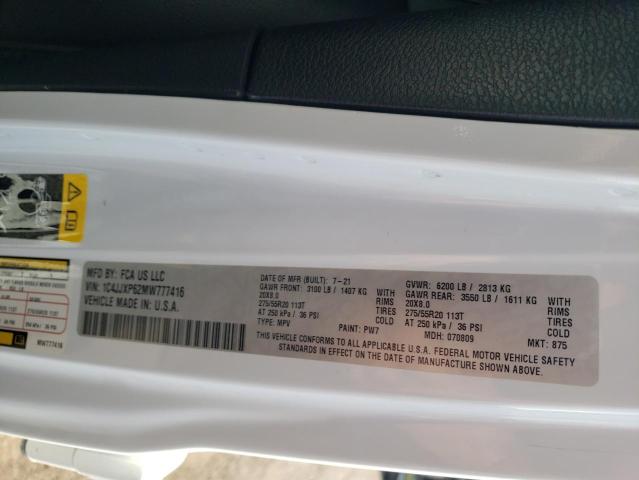 MFD BY: FCA US LLC
VIN: 1C4JJXP62MW777416
VEHICLE MADE IN U.S.A.
DATE OF MFR (BUILT): 7-21
GAWR FRONT: 3100 LB / 1407 KG WITH
20X8.0 RIMS
275/55R20 113T TIRES
AT 250 kPa / 36 PSI COLD
GVWR: 6200 LB / 2813 KG
GAWR REAR: 3550 LB / 1611 KG WITH
20X8.0 RIMS
275/55R20 113T TIRES
AT 250 kPa / 36 PSI COLD
TYPE: MPV PAINT: PW7 MDH: 070809 MKT: 875
THIS VEHICLE CONFORMS TO ALL APPLICABLE U.S.A. FEDERAL MOTOR VEHICLE SAFETY
STANDARDS IN EFFECT ON THE DATE OF MANUFACTURE SHOWN ABOVE.
MW777416